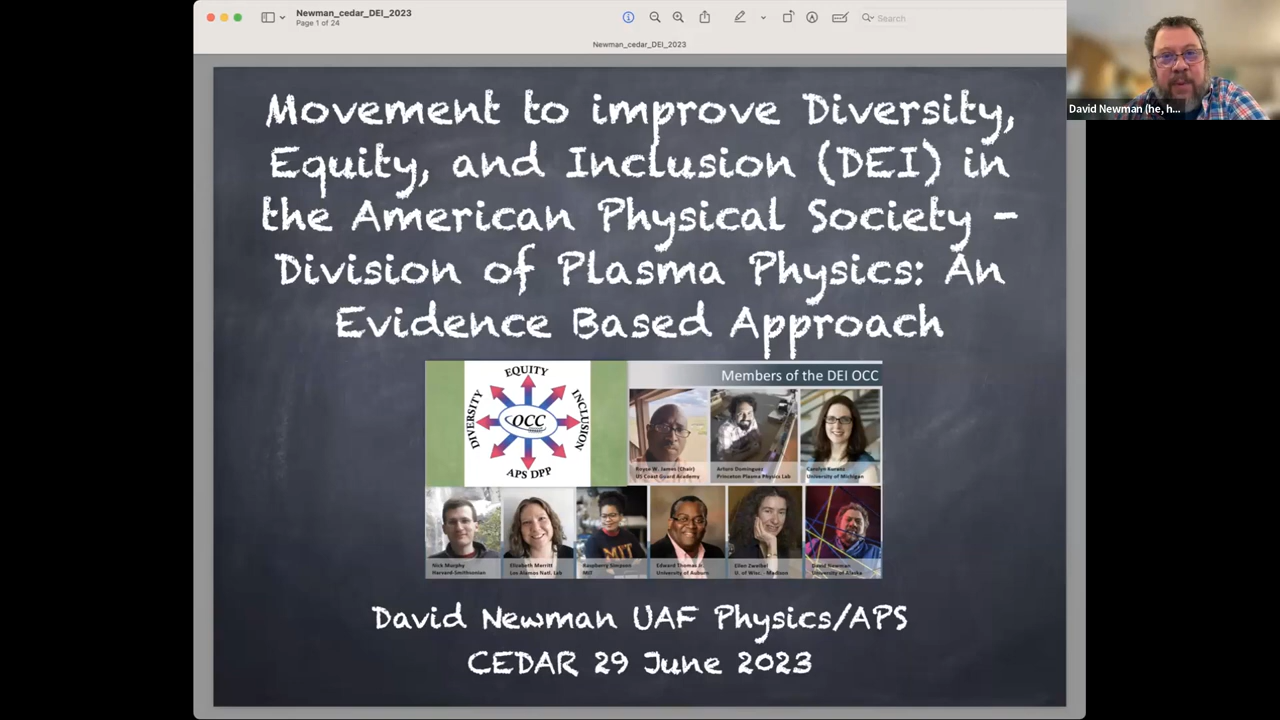 Newman_cedar_DEI_2023
Page 1 of 24
Search
Newman_cedar_DEI_2023
David Newman (he, h...
Movement to improve Diversity,
Equity, and Inclusion (DEI) in
the American Physical Society -
Division of Plasma Physics: An
Evidence Based Approach
EQUITY
DIVERSITY
INCLUSION
OCC
APS DPP
Members of the DEI OCC
Royce W. James (Chair)
US Coast Guard Academy
Arturo Dominguez
Princeton Plasma Physics Lab
Carolyn Kuranz
University of Michigan
Nick Murphy
Harvard-Smithsonian
Elizabeth Merritt
Los Alamos Natl. Lab
Raspberry Simpson
MIT
Edward Thomas Jr.
University of Auburn
Ellen Zweibel
U. of Wisc. - Madison
David Newman
University of Alaska
MIT
David Newman UAF Physics/APS
CEDAR 29 June 2023